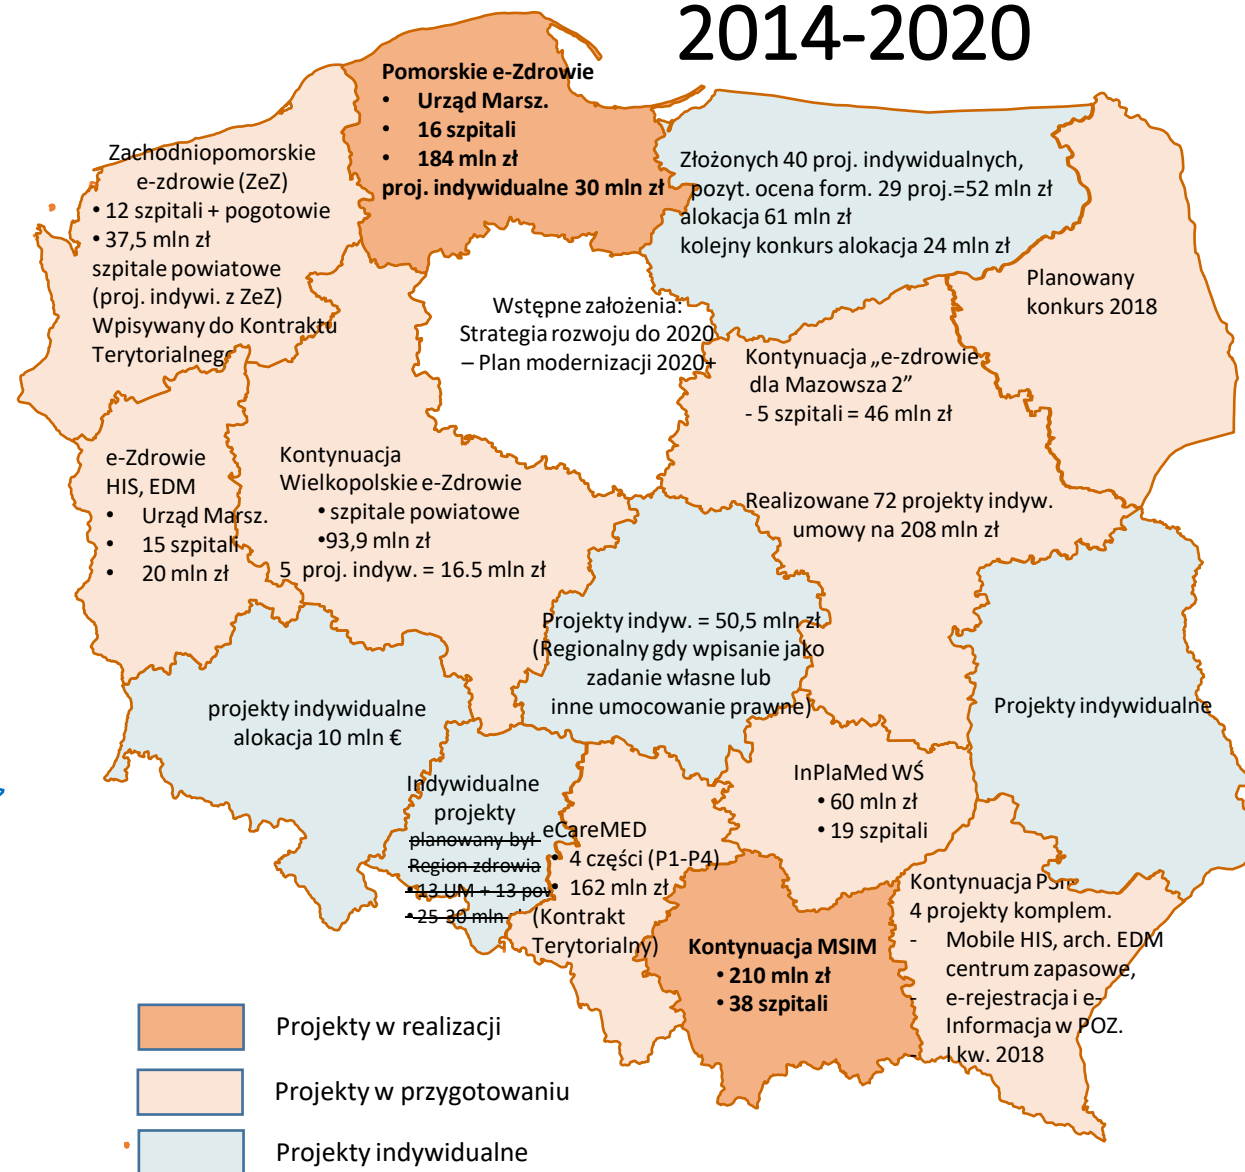 2014-2020
Pomorskie e-Zdrowie
• Urząd Marsz.
• 16 szpitali
• 184 mln zł
proj. indywidualne 30 mln zł
Zachodniopomorskie
e-zdrowie (ZeZ)
• 12 szpitali + pogotowie
• 37,5 mln zł
szpitale powiatowe
(proj. indywi. z ZeZ)
Wpisywany do Kontraktu
Terytorialnego
Złożonych 40 proj. indywidualnych,
pozyt. ocena form. 29 proj.=52 mln zł
alokacja 61 mln zł
kolejny konkurs alokacja 24 mln zł
Planowany
konkurs 2018
Wstępne założenia:
Strategia rozwoju do 2020
– Plan modernizacji 2020+
Kontynuacja „e-zdrowie
dla Mazowsza 2”
- 5 szpitali = 46 mln zł
Realizowane 72 projekty indyw.
umowy na 208 mln zł
e-Zdrowie
HIS, EDM
• Urząd Marsz.
• 15 szpitali
• 20 mln zł
Kontynuacja
Wielkopolskie e-Zdrowie
• szpitale powiatowe
•93,9 mln zł
5 proj. indyw. = 16.5 mln zł
Projekty indyw. = 50,5 mln zł
(Regionalny gdy wpisanie jako
zadanie własne lub
inne umocowanie prawne)
Projekty indywidualne
projekty indywidualne
alokacja 10 mln €
Indywidualne
projekty
planowany był
Region zdrowia
• 13 UM + 13 pow
• 25-30 mln
eCareMED
• 4 części (P1-P4)
• 162 mln zł
(Kontrakt
Terytorialny)
InPlaMed WŚ
• 60 mln zł
• 19 szpitali
Kontynuacja MSIM
• 210 mln zł
• 38 szpitali
Kontynuacja
4 projekty komplem.
- Mobile HIS, arch. EDM
centrum zapasowe,
- e-rejestracja i e-
Informacja w POZ.
- I kw. 2018
Projekty w realizacji
Projekty w przygotowaniu
Projekty indywidualne